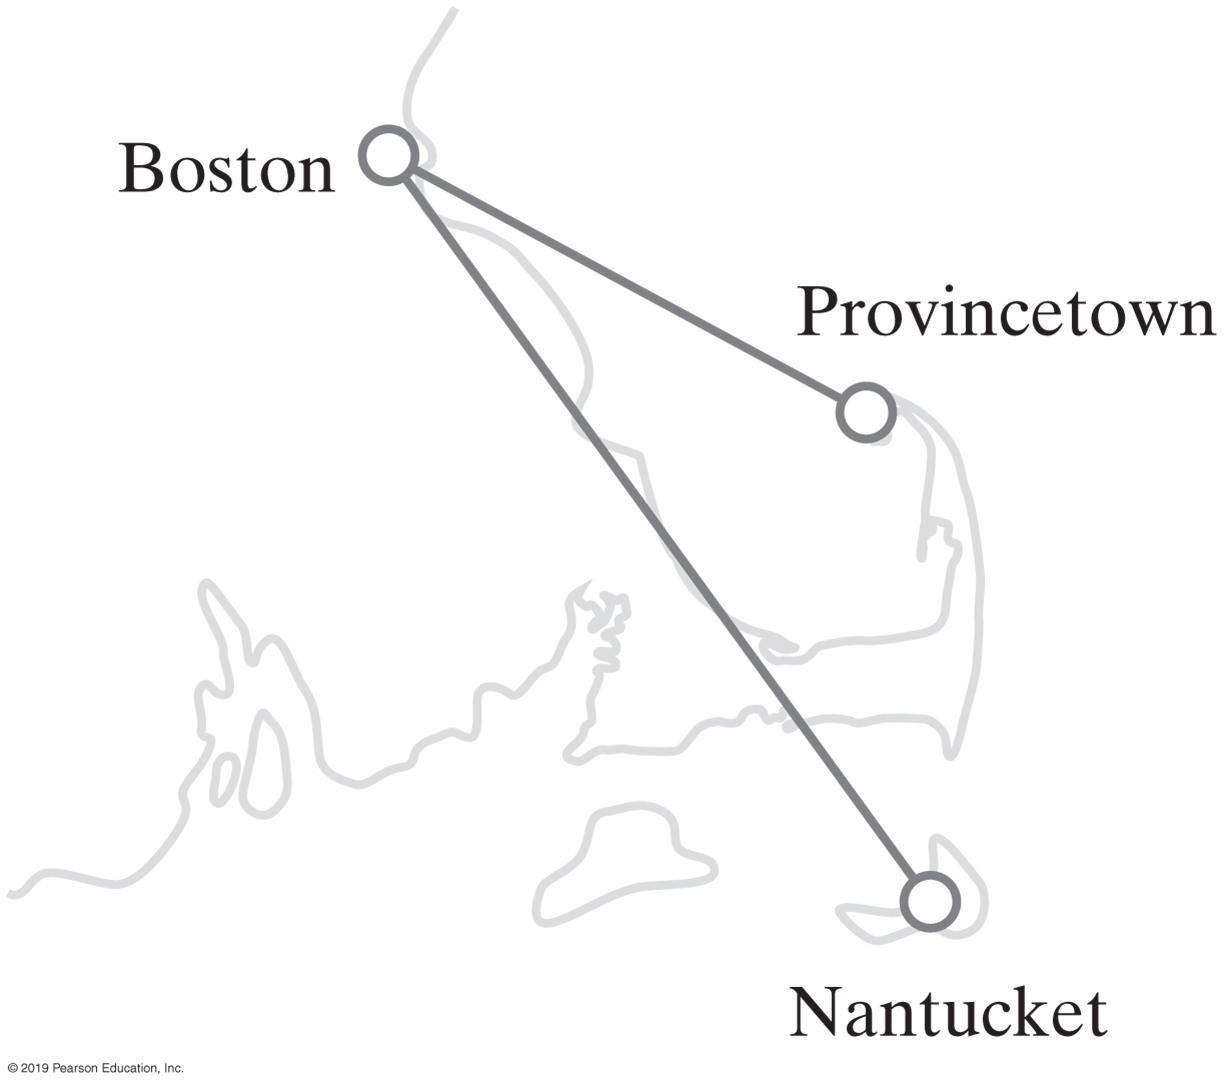 Boston
Provincetown
Nantucket
© 2019 Pearson Education, Inc.